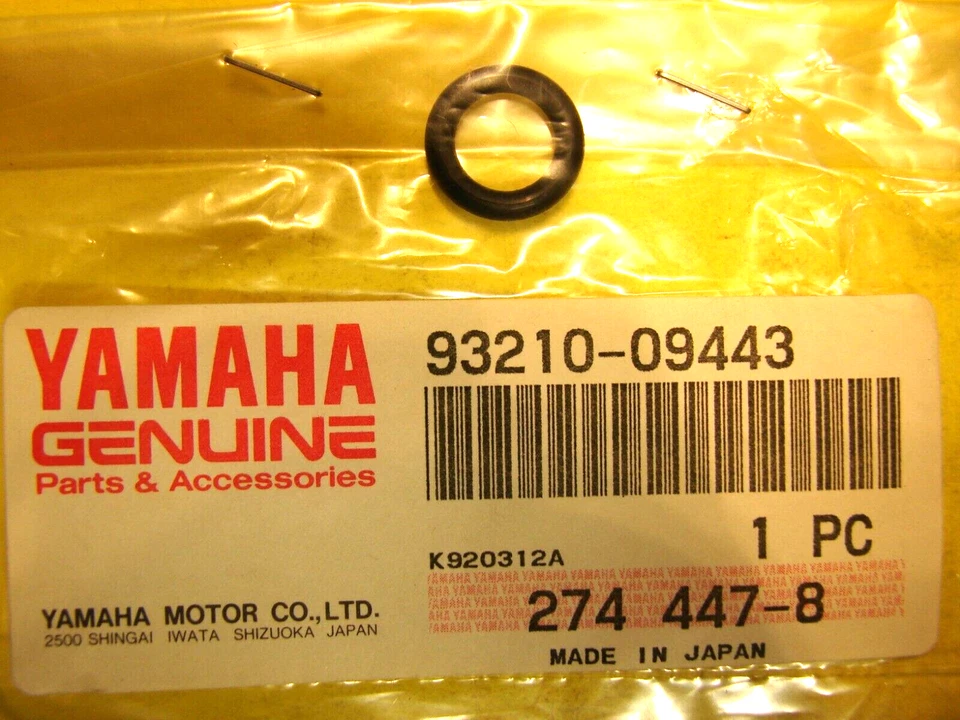 YAMAHA
GENUINE
Parts & Accessories
YAMAHA MOTOR CO.,LTD.
2500 SHINGAI IWATA SHIZUOKA JAPAN
93210-09443
1 PC
K920312A
274 447-8
MADE IN JAPAN